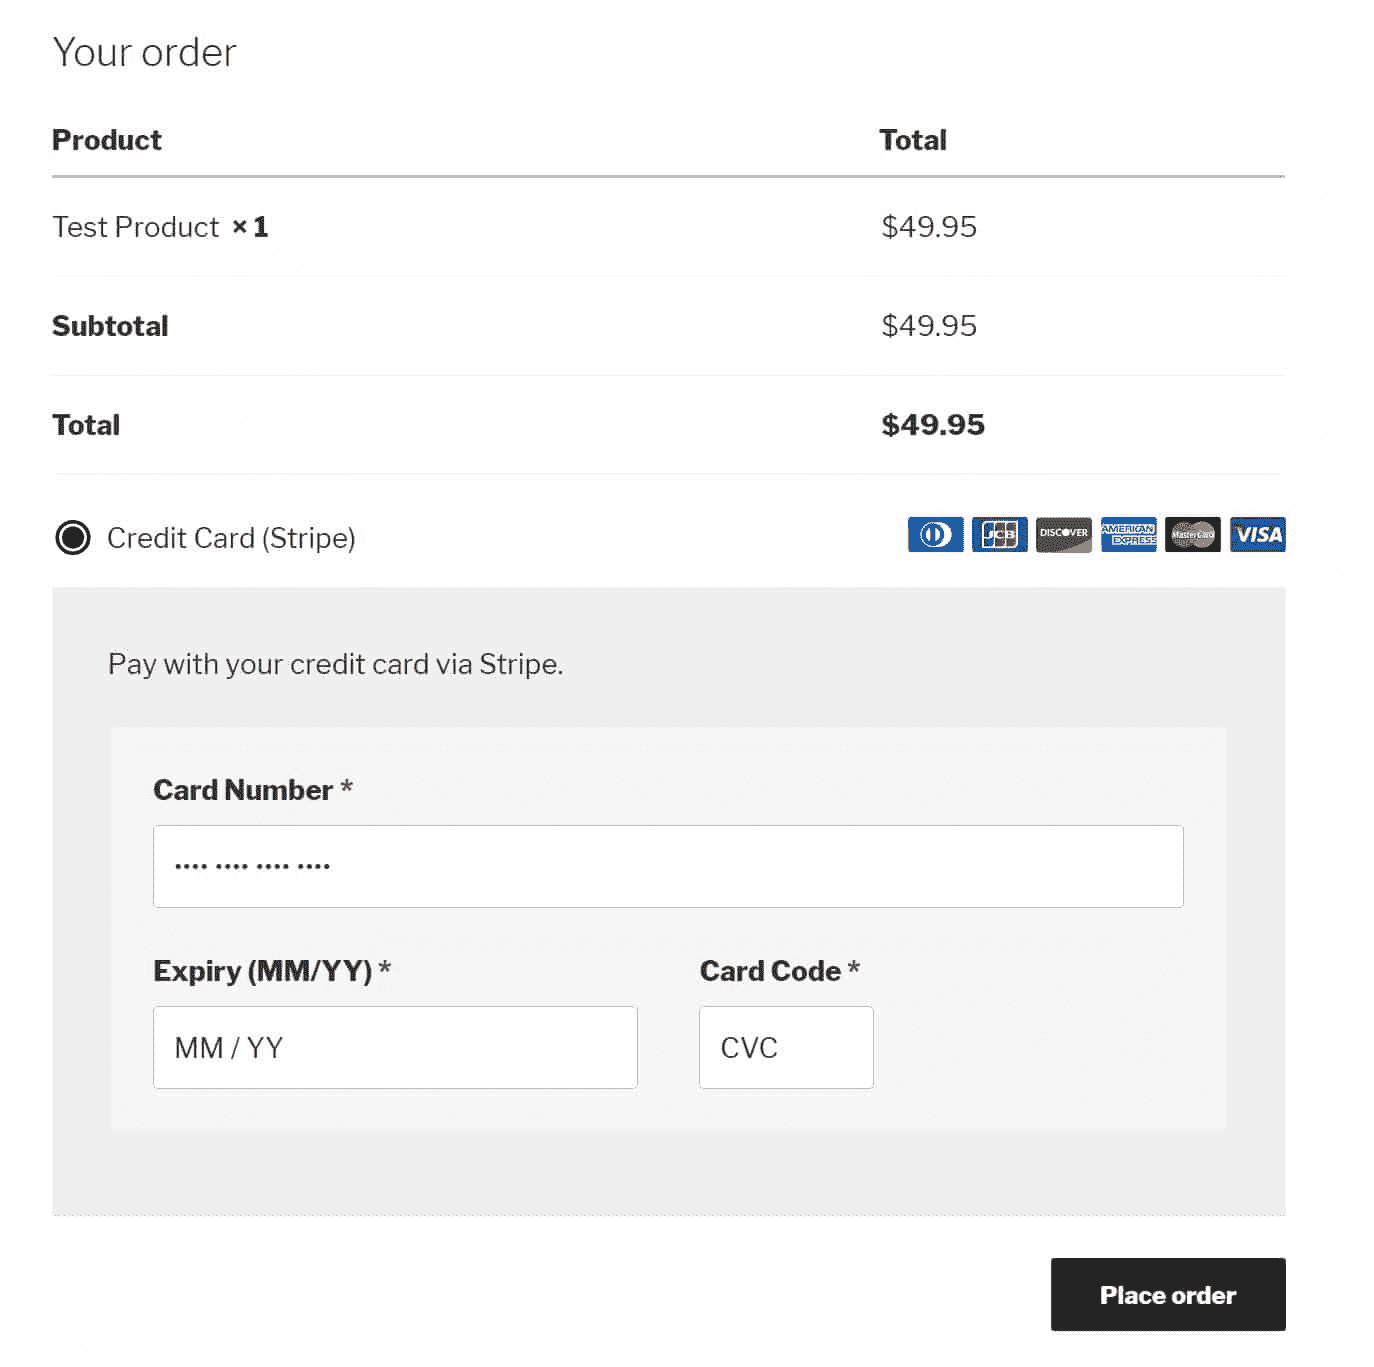 Your order
Product Total
Test Product × 1 $49.95
Subtotal $49.95
Total $49.95
Credit Card (Stripe) JCB DISCOVER AMERICAN EXPRESS MasterCard VISA
Pay with your credit card via Stripe.
Card Number *
•••• •••• •••• ••••
Expiry (MM/YY) * Card Code *
MM / YY CVC
Place order